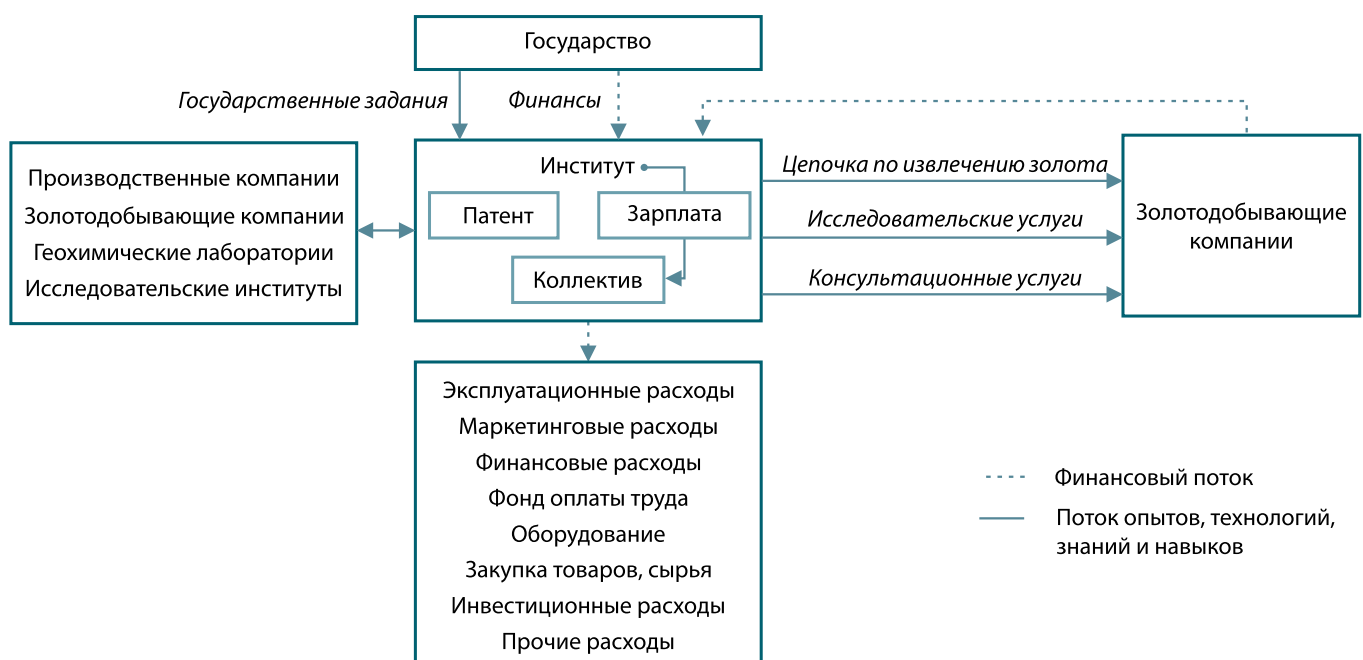 Государство
Государственные задания
Финансы
Производственные компании
Золотодобывающие компании
Геохимические лаборатории
Исследовательские институты
Институт
Патент
Зарплата
Коллектив
Цепочка по извлечению золота
Исследовательские услуги
Консультационные услуги
Золотодобывающие
компании
Эксплуатационные расходы
Маркетинговые расходы
Финансовые расходы
Фонд оплаты труда
Оборудование
Закупка товаров, сырья
Инвестиционные расходы
Прочие расходы
Финансовый поток
Поток опытов, технологий,
знаний и навыков